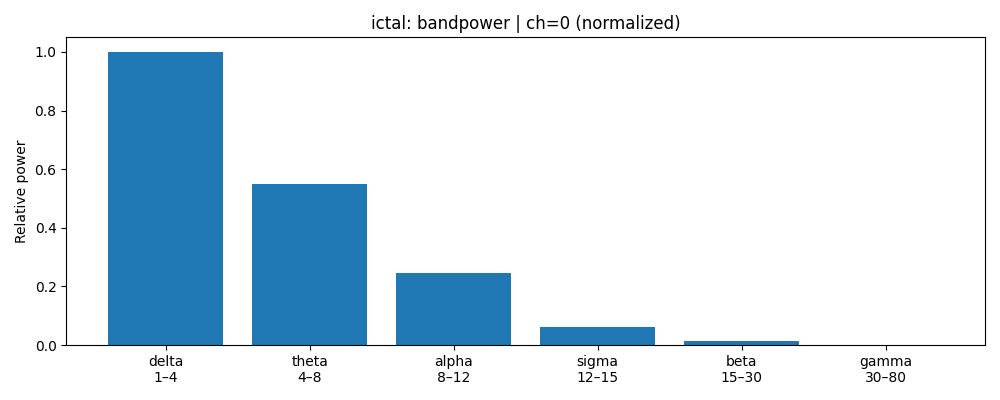 ictal: bandpower | ch=0 (normalized)
Relative power
1.0
0.8
0.6
0.4
0.2
0.0
delta theta alpha sigma beta gamma
1–4 4–8 8–12 12–15 15–30 30–80